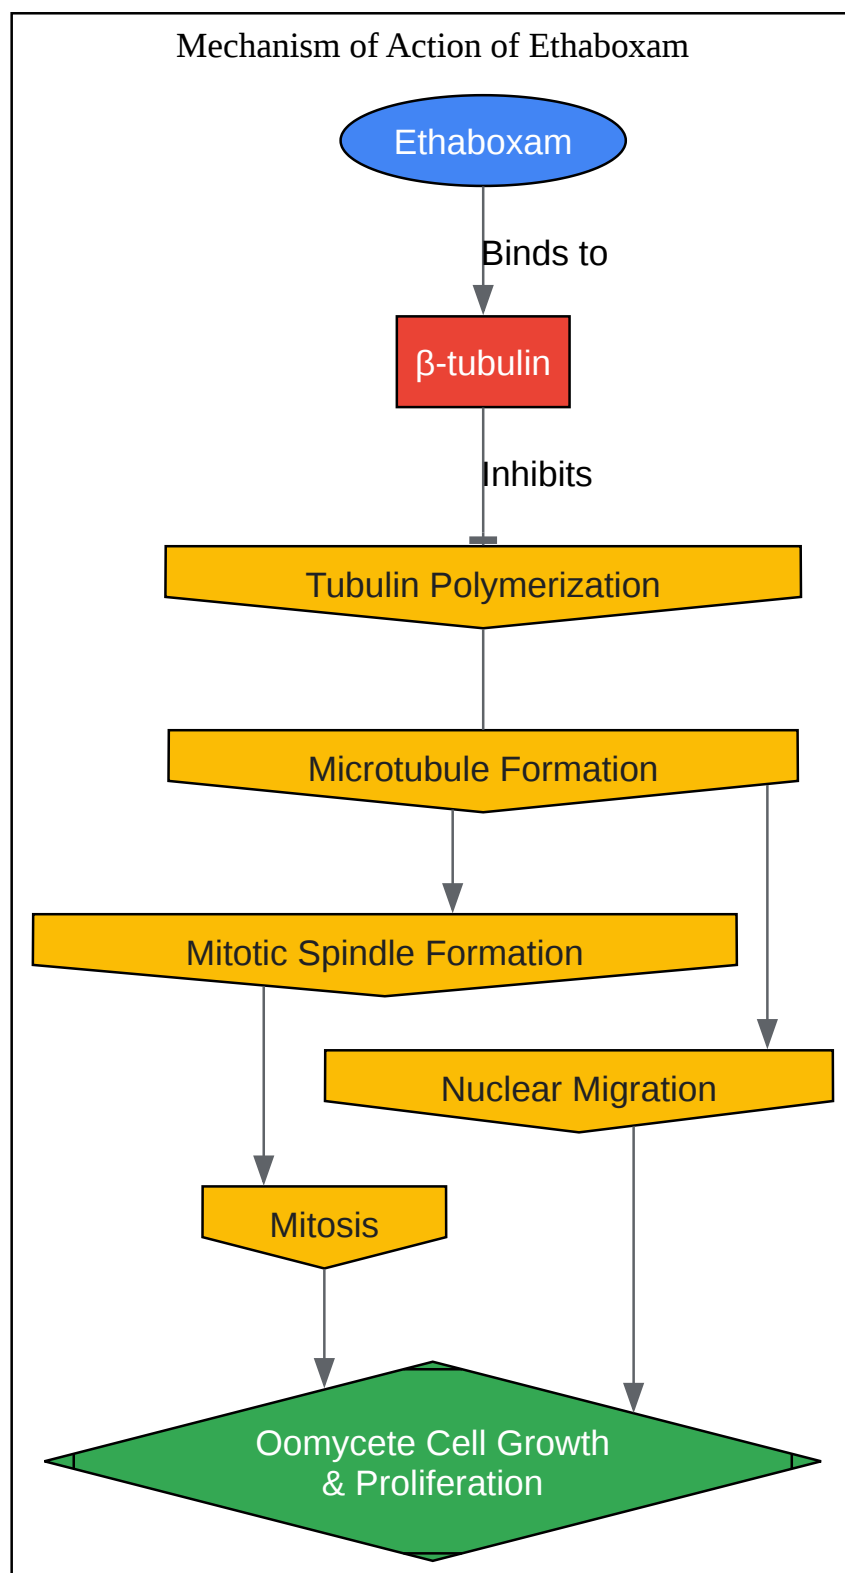 Mechanism of Action of Ethaboxam
Ethaboxam
Binds to
β-tubulin
Inhibits
Tubulin Polymerization
Microtubule Formation
Mitotic Spindle Formation
Nuclear Migration
Mitosis
Oomycete Cell Growth
& Proliferation